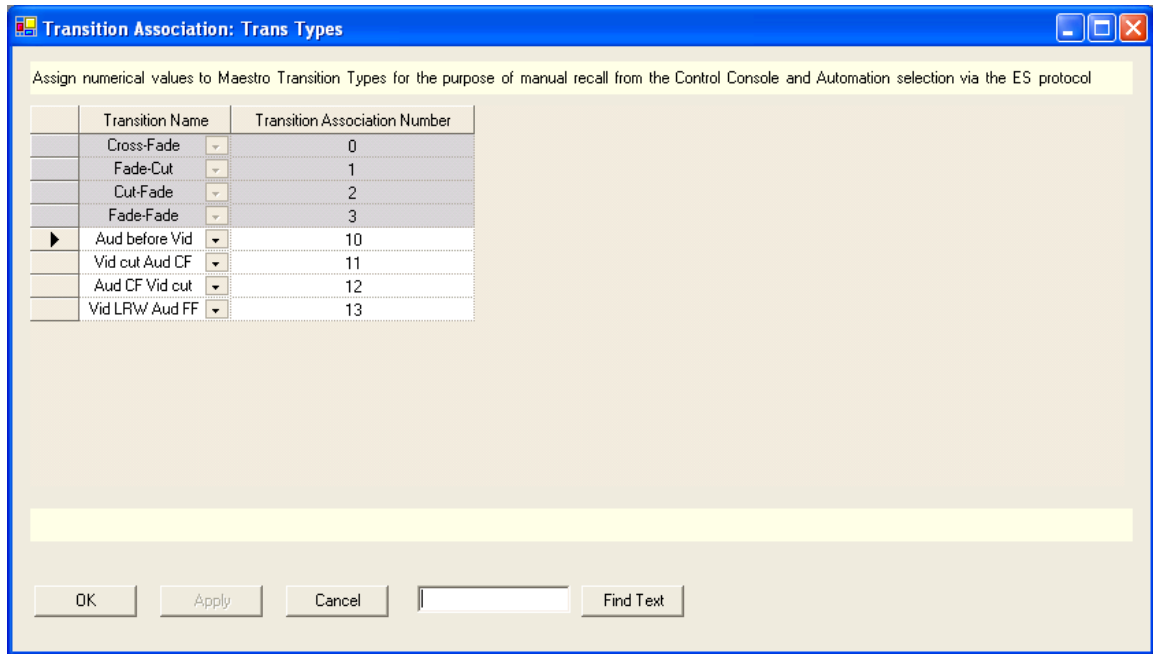 Transition Association: Trans Types
Assign numerical values to Maestro Transition Types for the purpose of manual recall from the Control Console and Automation selection via the ES protocol
Transition Name Transition Association Number
Cross-Fade 0
Fade-Cut 1
Cut-Fade 2
Fade-Fade 3
Aud before Vid 10
Vid cut Aud CF 11
Aud CF Vid cut 12
Vid LRW Aud FF 13
OK Apply Cancel Find Text